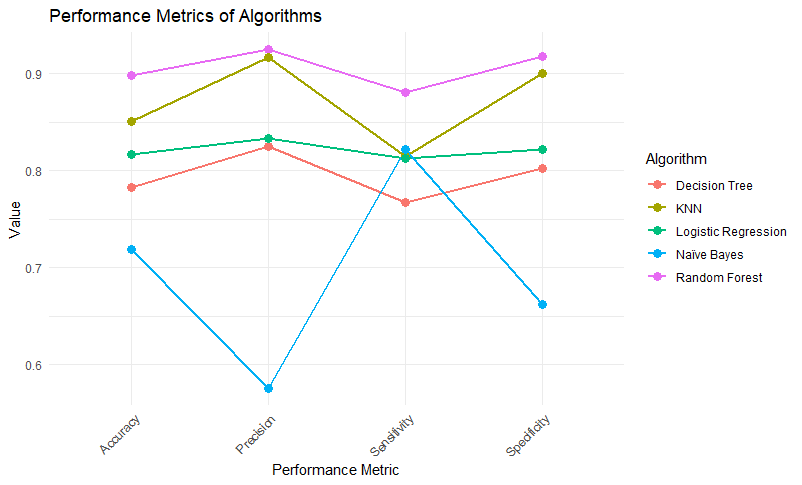 Performance Metrics of Algorithms
Value
0.9
0.8
0.7
0.6
Accuracy
Precision
Sensitivity
Specificity
Performance Metric
Algorithm
Decision Tree
KNN
Logistic Regression
Naïve Bayes
Random Forest